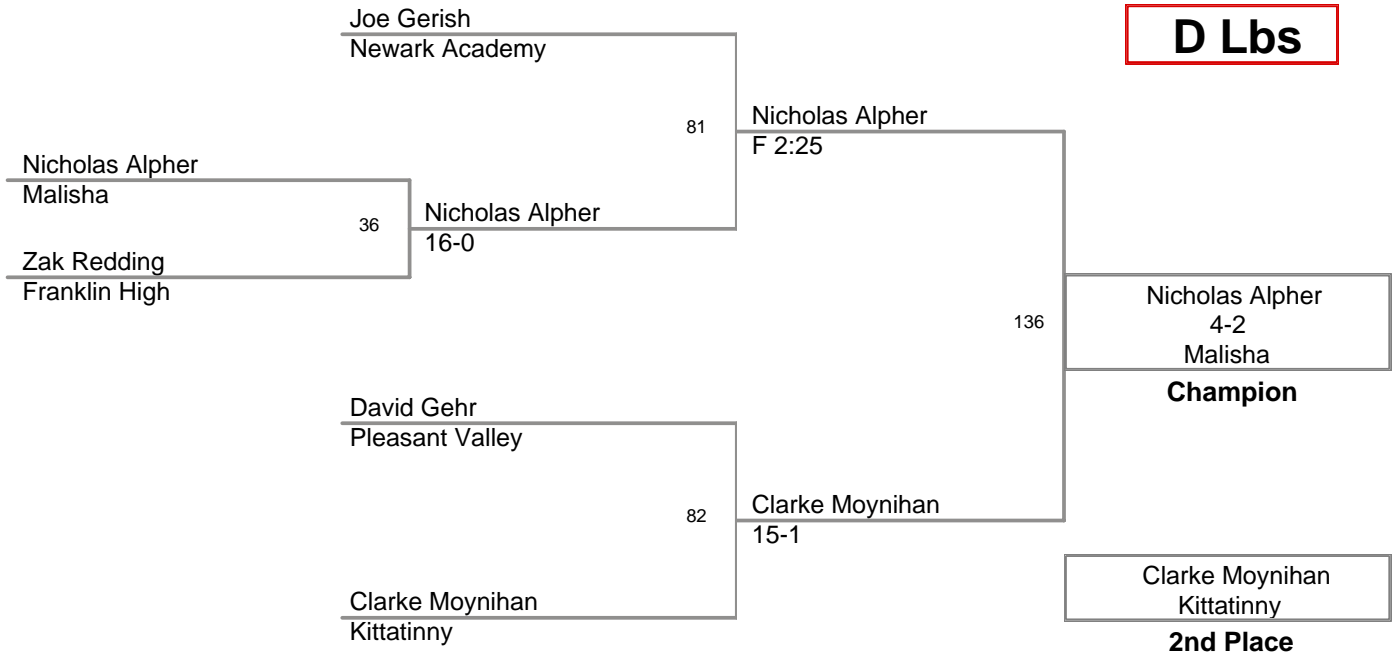 Joe Gerish
Newark Academy
D Lbs
81
Nicholas Alpher
F 2:25
Nicholas Alpher
Malisha
36
Nicholas Alpher
16-0
Zak Redding
Franklin High
136
Nicholas Alpher
4-2
Malisha
Champion
David Gehr
Pleasant Valley
82
Clarke Moynihan
15-1
Clarke Moynihan
Kittatinny
Clarke Moynihan
Kittatinny
2nd Place